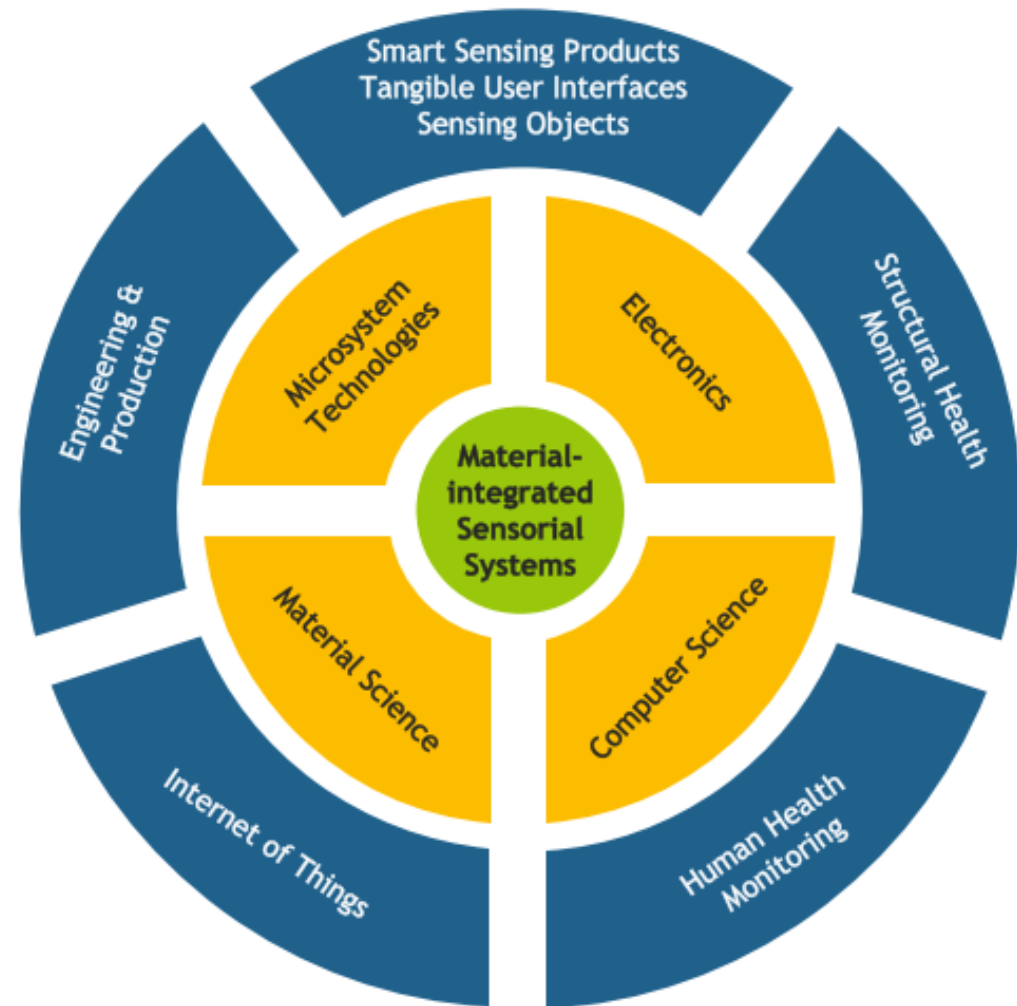 Smart Sensing Products
Tangible User Interfaces
Sensing Objects
Engineering &
Production
Microsystem
Technologies
Electronics
Structural Health
Monitoring
Material-
integrated
Sensorial
Systems
Material Science
Computer Science
Internet of Things
Human Health
Monitoring